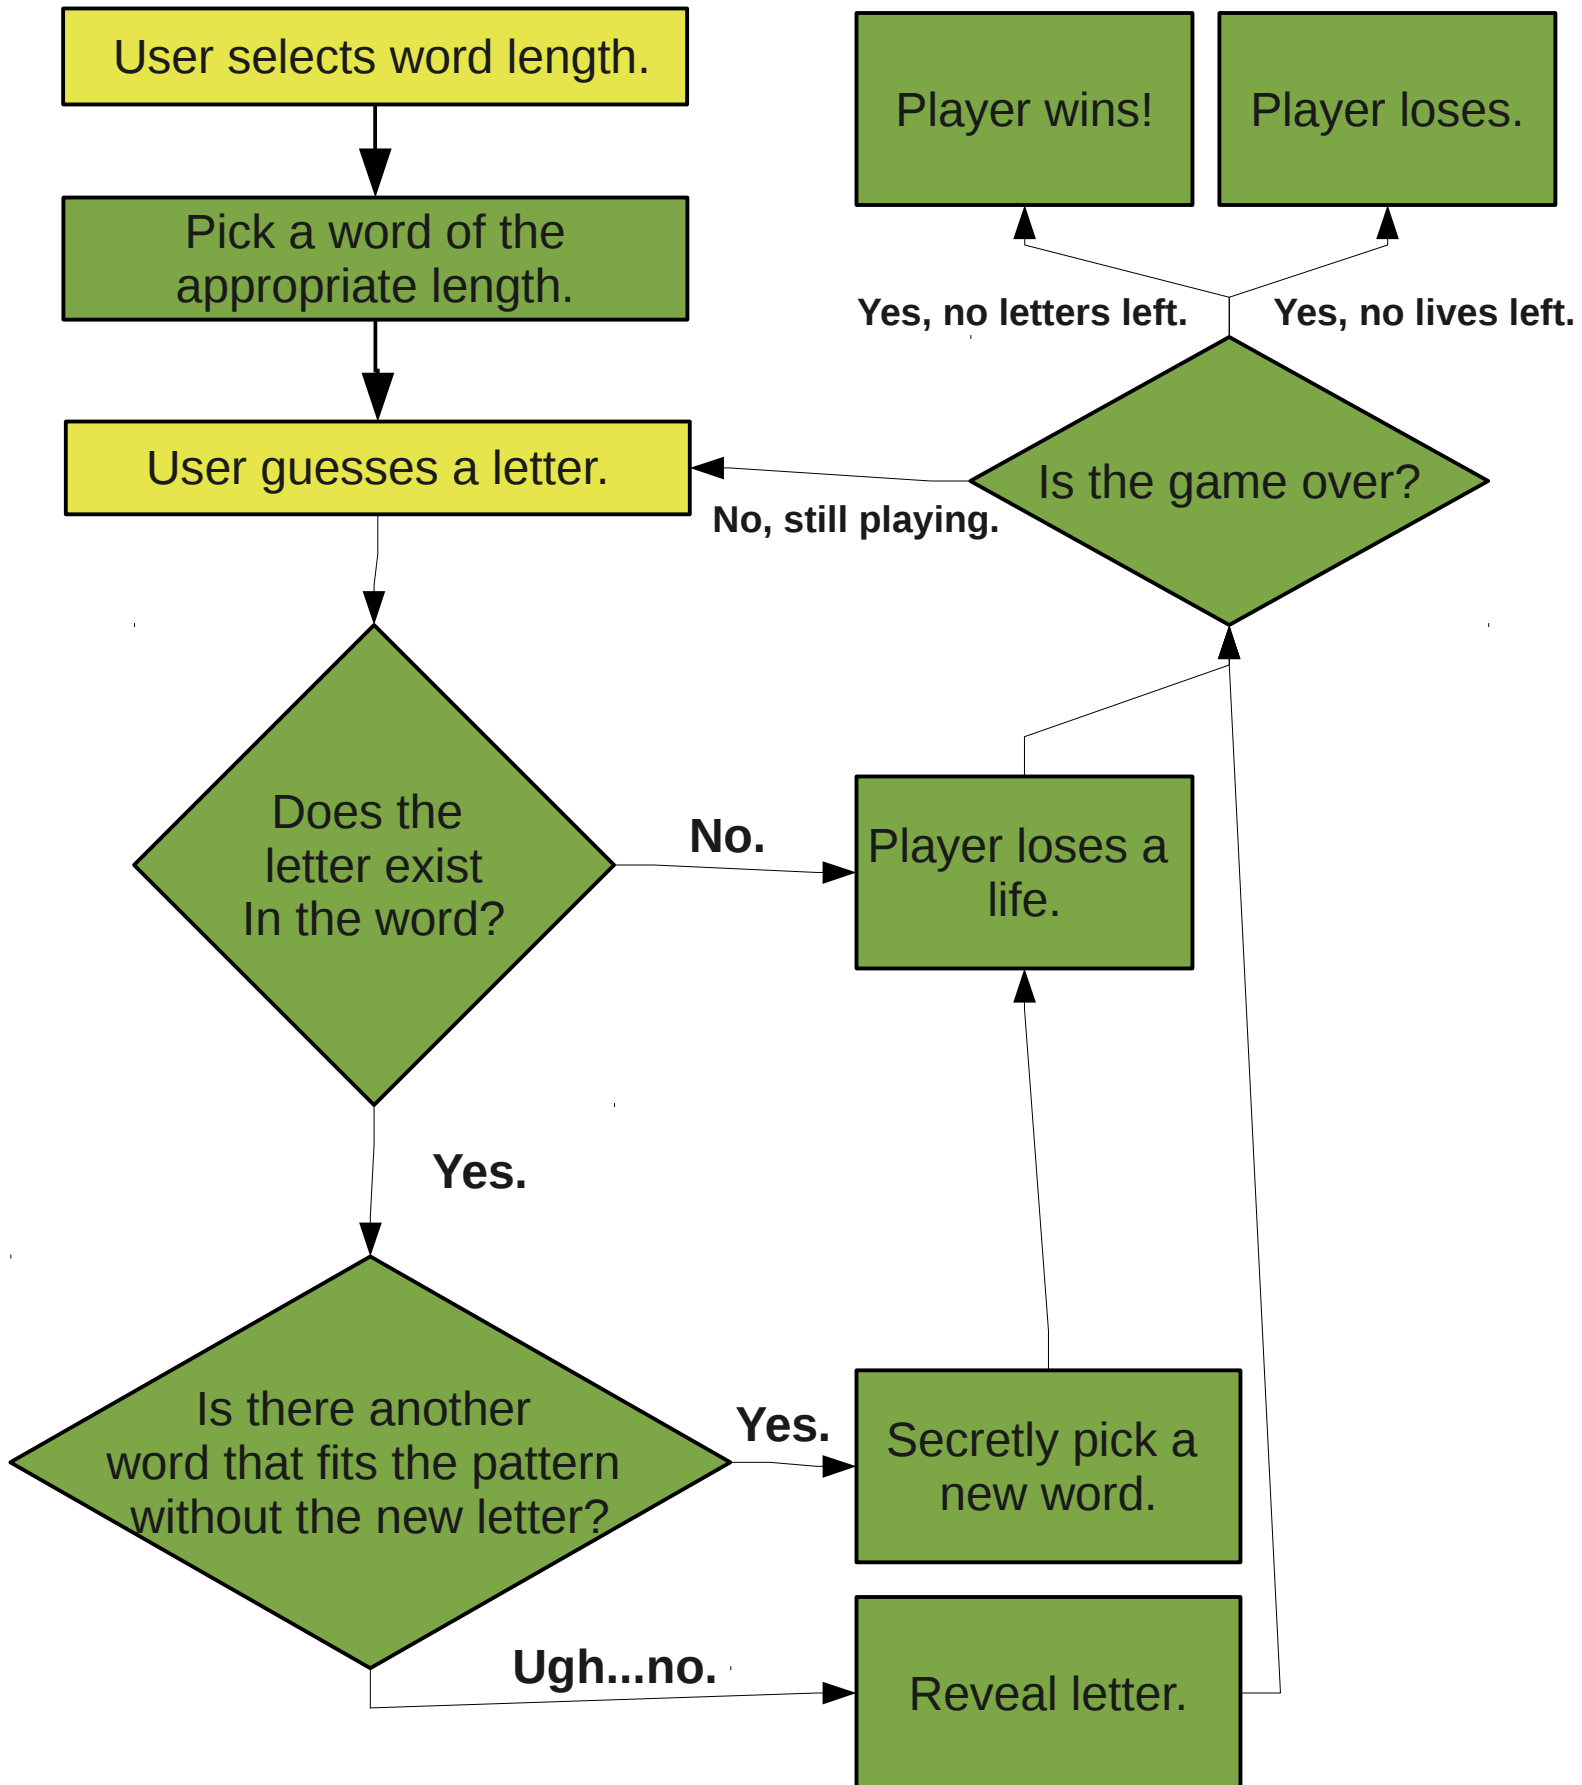 User selects word length.
Pick a word of the
appropriate length.
User guesses a letter.
Does the
letter exist
In the word?
No.
Yes.
Is there another
word that fits the pattern
without the new letter?
Yes.
Ugh...no.
Secretly pick a
new word.
Reveal letter.
Player loses a
life.
Is the game over?
No, still playing.
Yes, no letters left.
Yes, no lives left.
Player wins!
Player loses.